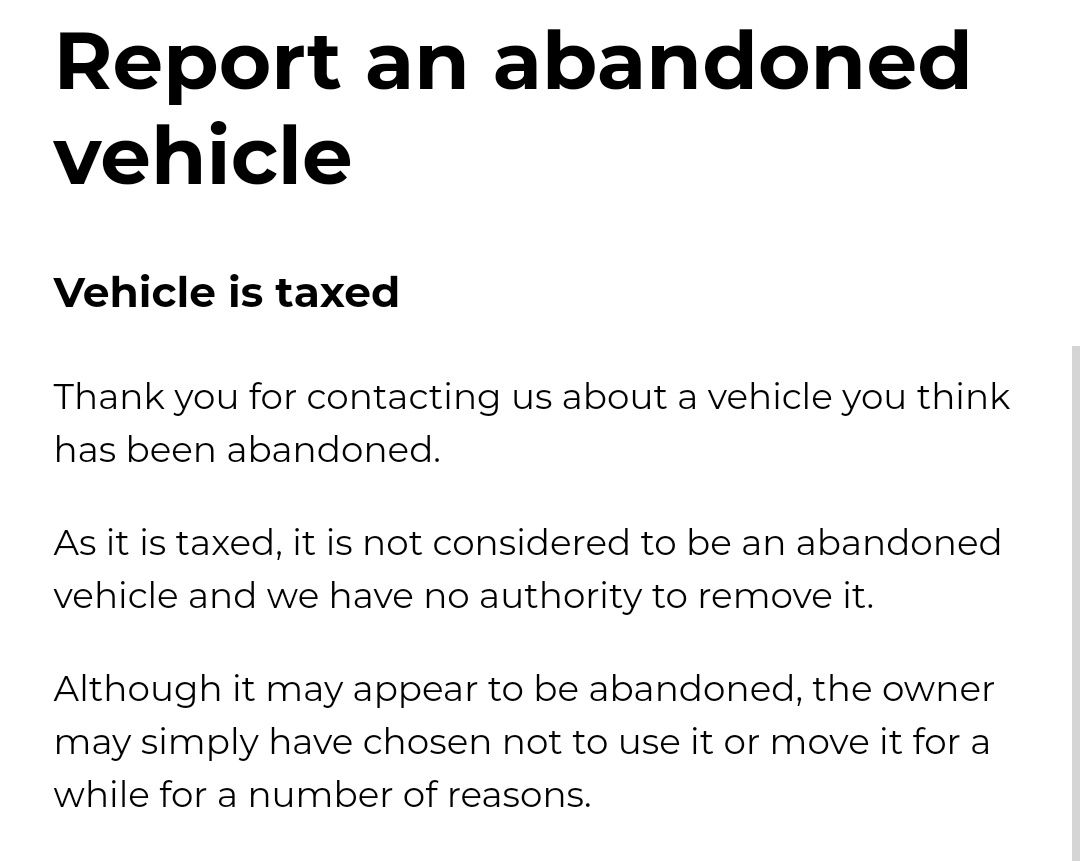 Report an abandoned
vehicle
Vehicle is taxed
Thank you for contacting us about a vehicle you think
has been abandoned.
As it is taxed, it is not considered to be an abandoned
vehicle and we have no authority to remove it.
Although it may appear to be abandoned, the owner
may simply have chosen not to use it or move it for a
while for a number of reasons.